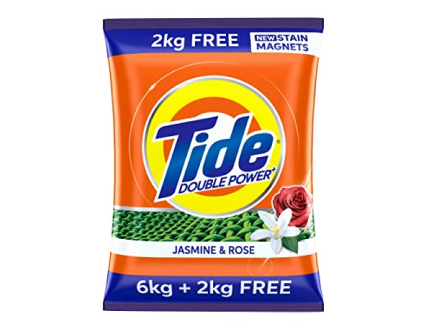 2kg FREE
NEW STAIN
MAGNETS
Tide
DOUBLE POWER+
JASMINE & ROSE
6kg + 2kg FREE